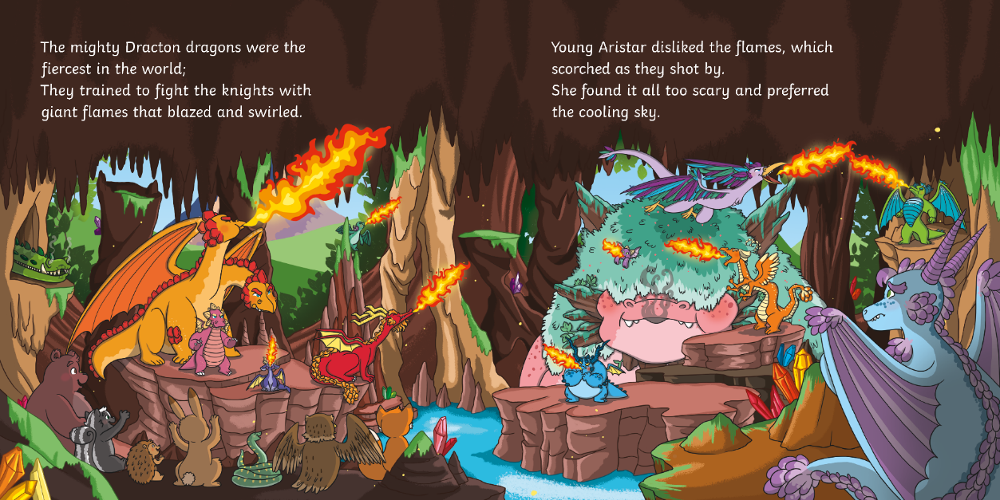 The mighty Dracton dragons were the
fiercest in the world;
They trained to fight the knights with
giant flames that blazed and swirled.
Young Aristar disliked the flames, which
scorched as they shot by.
She found it all too scary and preferred
the cooling sky.